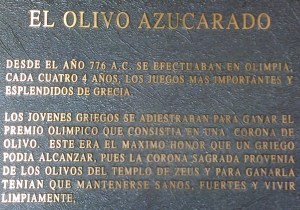 EL OLIVO AZUCARADO
DESDE EL AÑO 776 A.C. SE EFECTUABAN EN OLIMPIA,
CADA CUATRO 4 AÑOS, LOS JUEGOS MAS IMPORTANTES Y
ESPLENDIDOS DE GRECIA.
LOS JOVENES GRIEGOS SE ADIESTRABAN PARA GANAR EL
PREMIO OLIMPICO QUE CONSISTIA EN UNA, CORONA DE
OLIVO. ESTE ERA EL MAXIMO HONOR QUE UN GRIEGO
PODIA ALCANZAR, PUES LA CORONA SAGRADA PROVENIA
DE LOS OLIVOS DEL TEMPLO DE ZEUS Y PARA GANARLA
TENIAN QUE MANTENERSE SANOS, FUERTES Y VIVIR
LIMPIAMENTE,